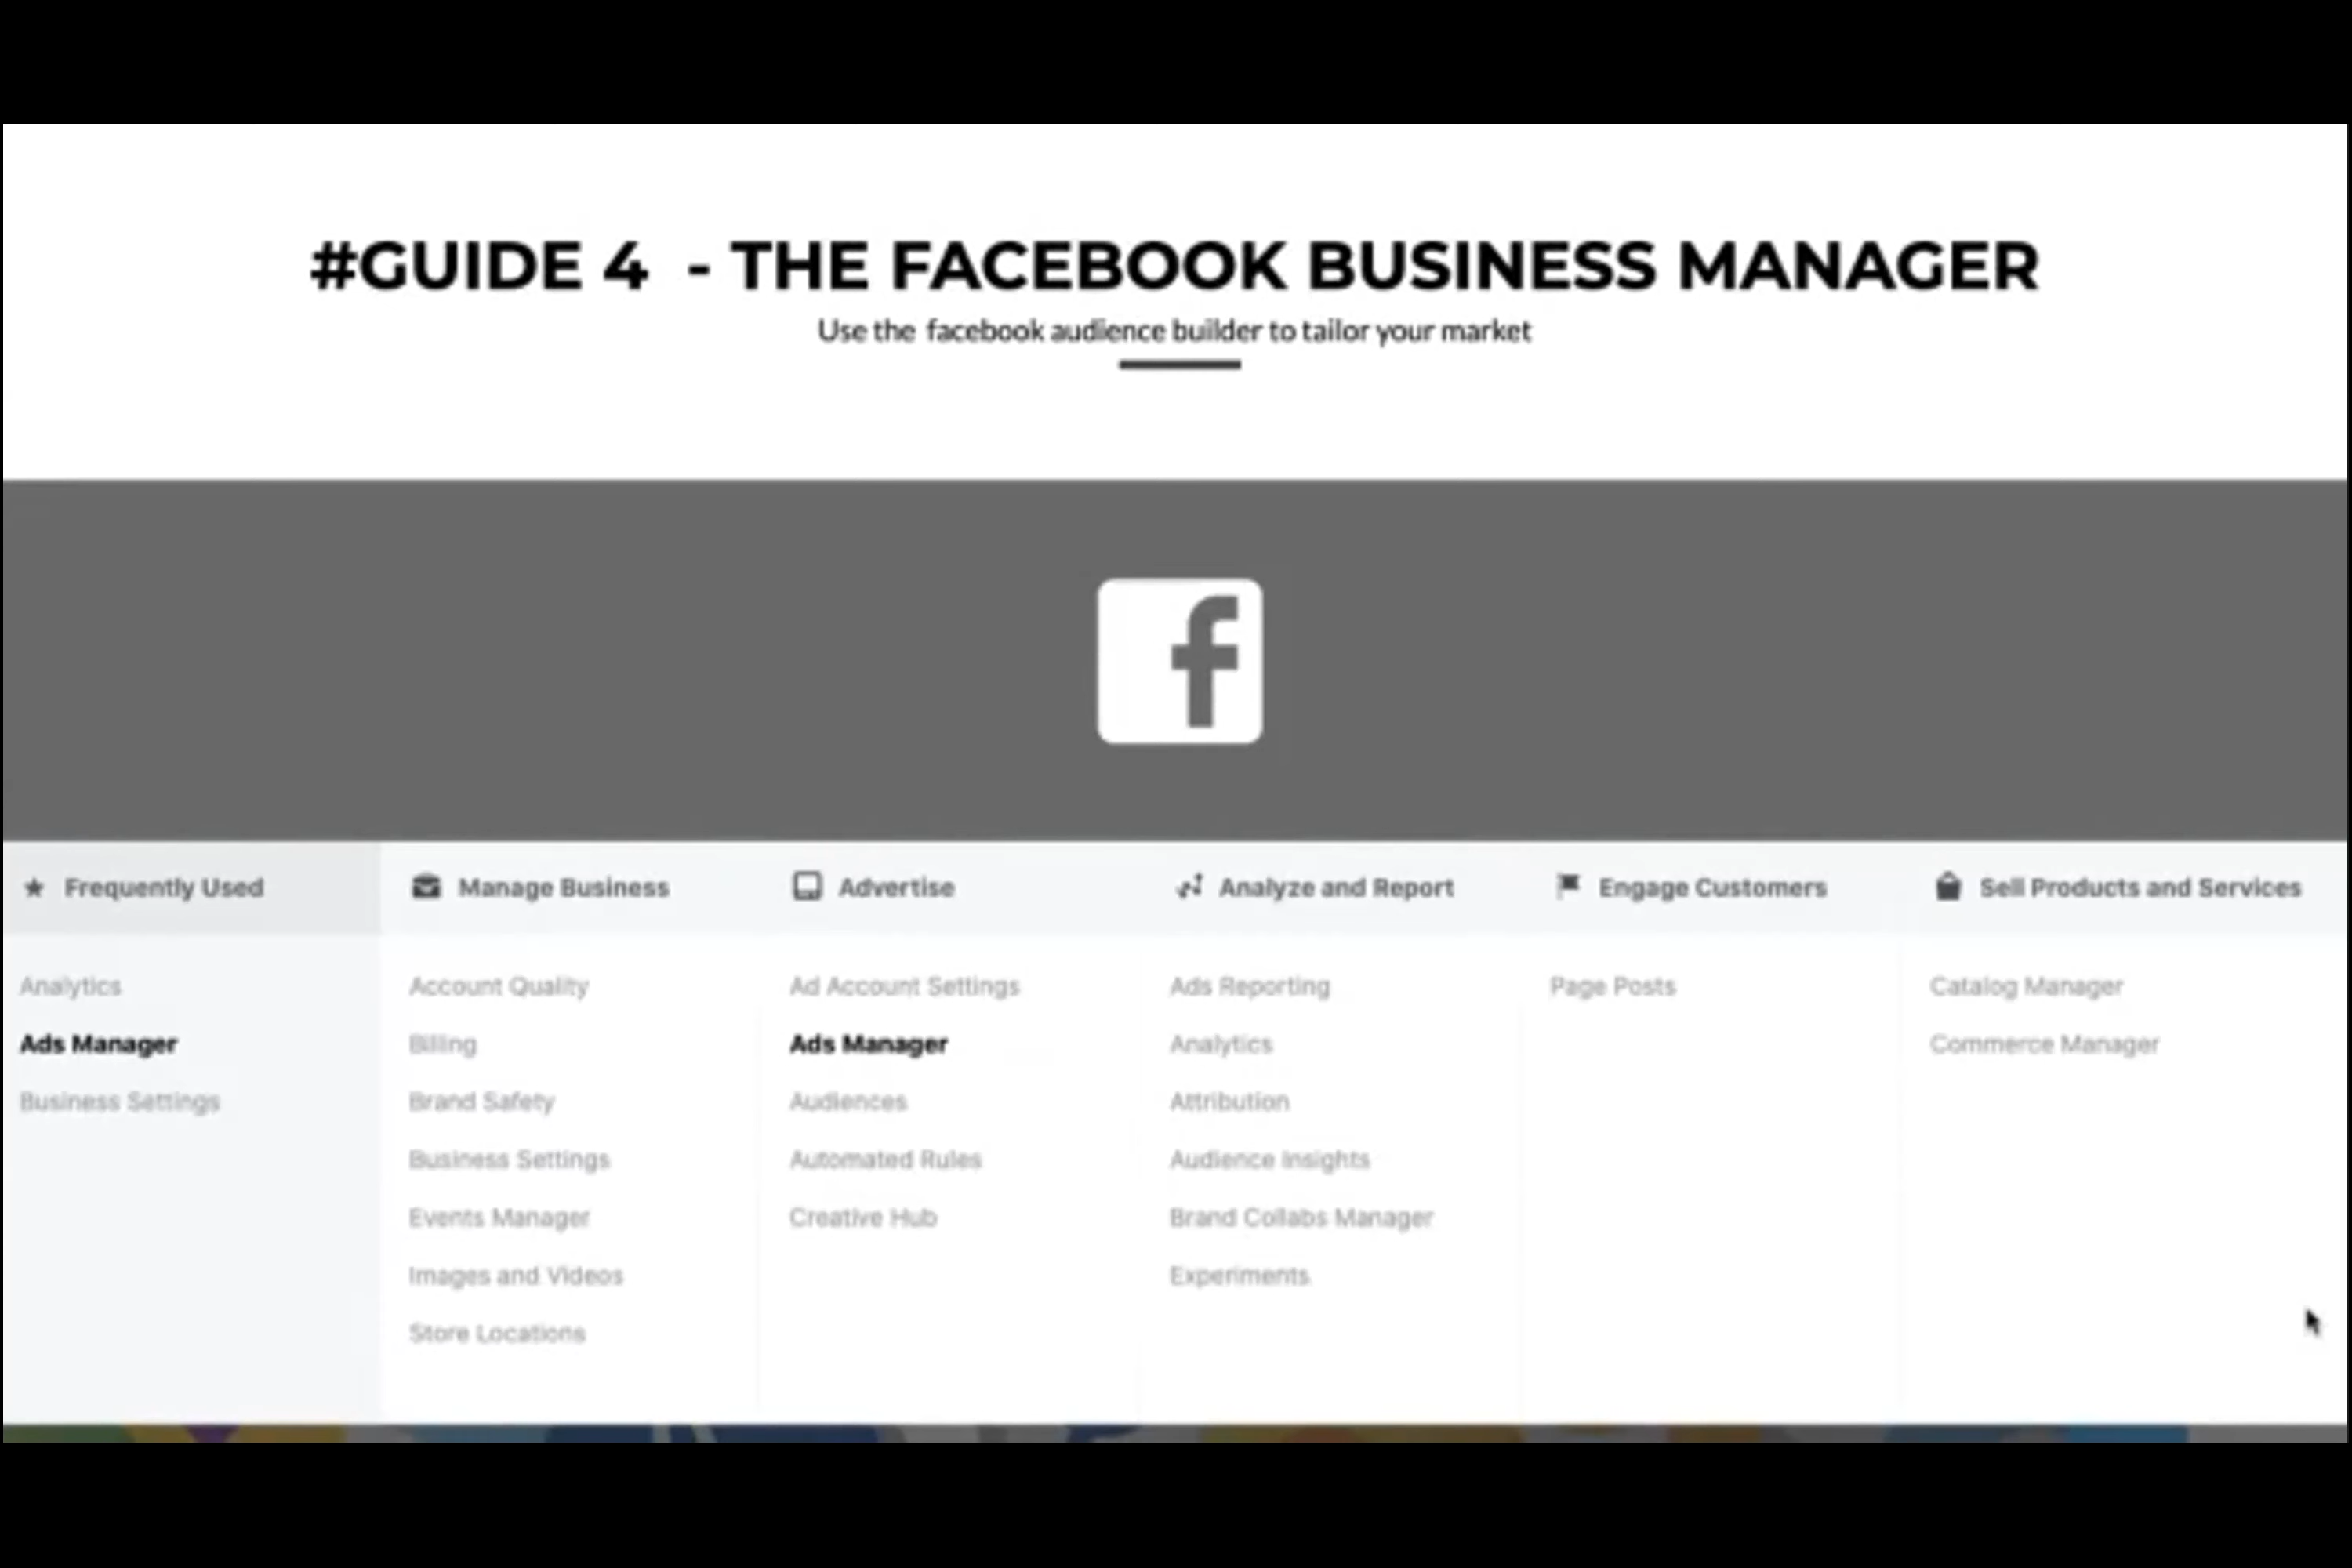 #GUIDE 4 - THE FACEBOOK BUSINESS MANAGER
Use the facebook audience builder to tailor your market
f
Frequently Used
Analytics
Ads Manager
Business Settings
Manage Business
Account Quality
Billing
Brand Safety
Business Settings
Events Manager
Images and Videos
Store Locations
Advertise
Ad Account Settings
Ads Manager
Audiences
Automated Rules
Creative Hub
Analyze and Report
Ads Reporting
Analytics
Attribution
Audience Insights
Brand Collabs Manager
Experiments
Engage Customers
Page Posts
Sell Products and Services
Catalog Manager
Commerce Manager